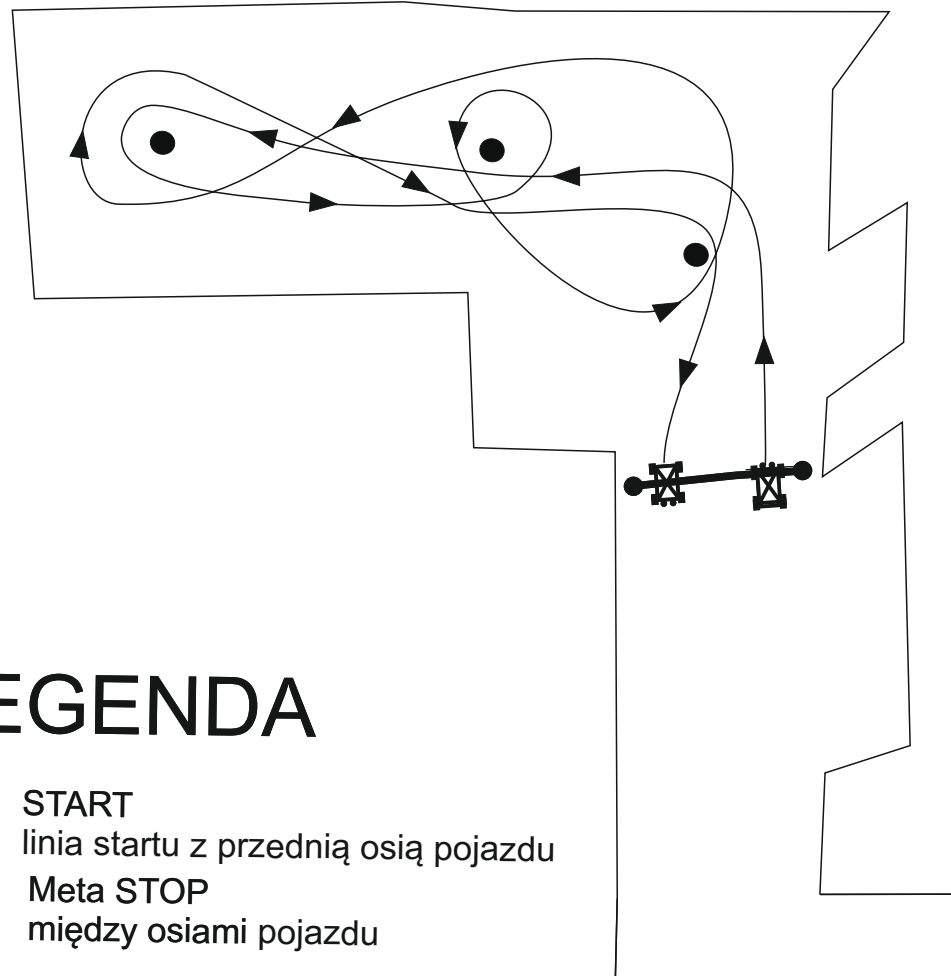 EGENDA
START
linia startu z przednią osią pojazdu
Meta STOP
między osiami pojazdu